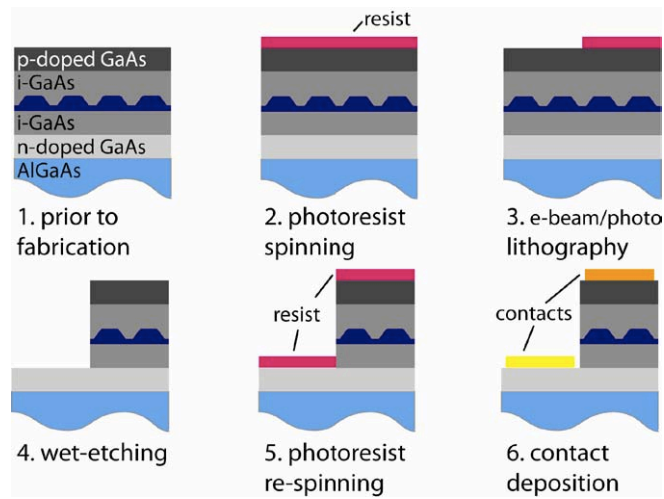 resist
p-doped GaAs
i-GaAs
i-GaAs
n-doped GaAs
AlGaAs
1. prior to
fabrication
2. photoresist
spinning
3. e-beam/photo
lithography
resist
contacts
4. wet-etching
5. photoresist
re-spinning
6. contact
deposition